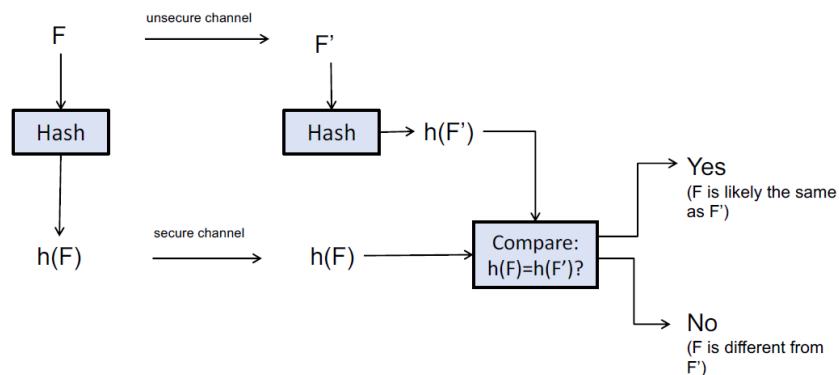 unsecure channel
F
F’
Hash
Hash
h(F’)
Yes
(F is likely the same
as F’)
secure channel
h(F)
h(F)
Compare:
h(F)=h(F’)?
No
(F is different from
F’)